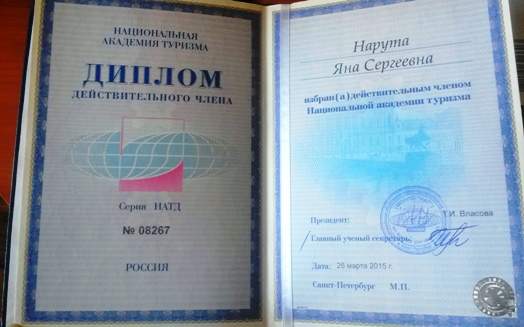 НАЦИОНАЛЬНАЯ
АКАДЕМИЯ ТУРИЗМА
ДИПЛОМ
ДЕЙСТВИТЕЛЬНОГО ЧЛЕНА
Серия НАТД
№ 08267
РОССИЯ
Нарута
Яна Сергеевна
избран(а)действительным членом
Национальной академии туризма
Президент: Т.И. Власова
Главный ученый секретарь:
Дата: 26 марта 2015 г.
Санкт-Петербург М.П.